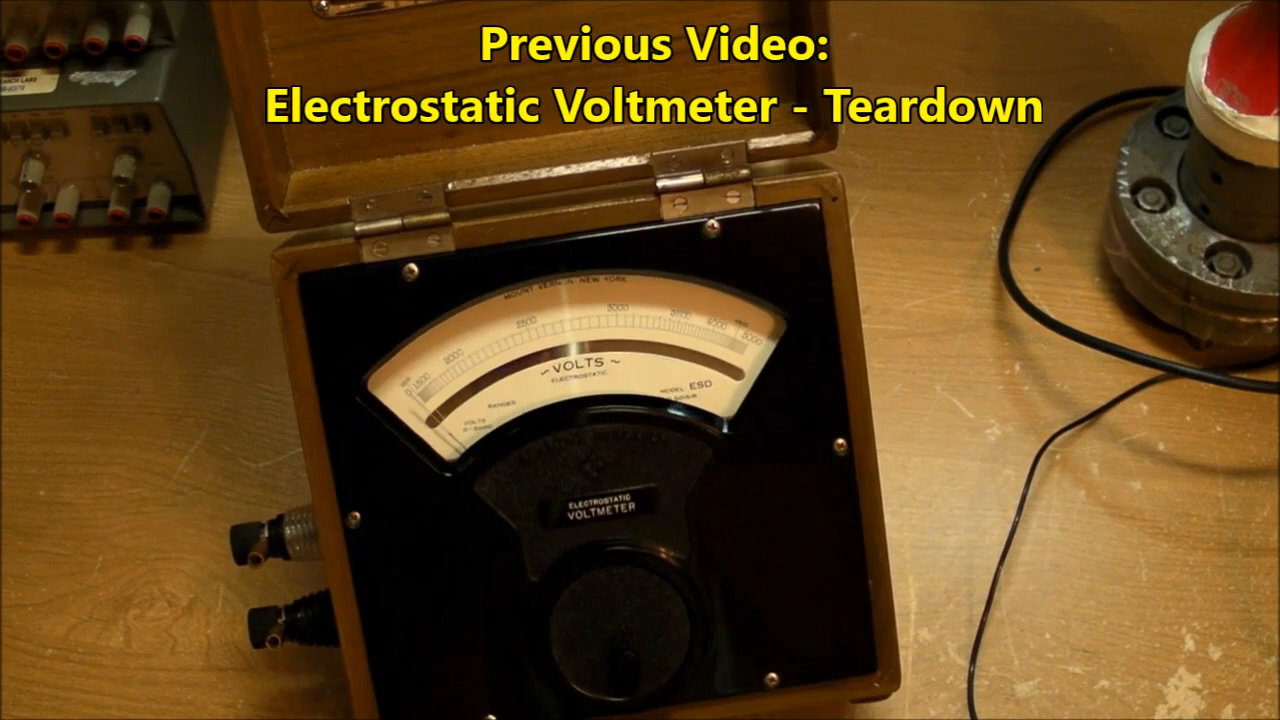 Previous Video:
Electrostatic Voltmeter - Teardown
MOUNT VERNON, NEW YORK
1500 2000 2500 3000 3500 4000 5000
~ VOLTS ~
ELECTROSTATIC
RANGES
VOLTS
MODEL ESD
ELECTROSTATIC
VOLTMETER